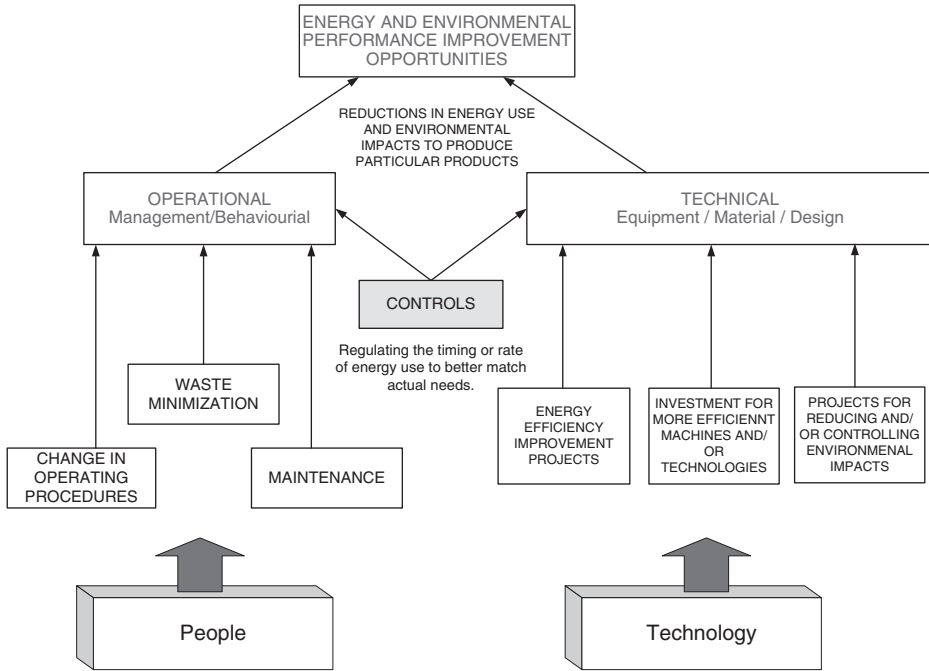 ENERGY AND ENVIRONMENTAL
PERFORMANCE IMPROVEMENT
OPPORTUNITIES
REDUCTIONS IN ENERGY USE
AND ENVIRONMENTAL
IMPACTS TO PRODUCE
PARTICULAR PRODUCTS
OPERATIONAL
Management/Behaviourial
TECHNICAL
Equipment / Material / Design
CONTROLS
Regulating the timing or rate
of energy use to better match
actual needs.
WASTE
MINIMIZATION
CHANGE IN
OPERATING
PROCEDURES
MAINTENANCE
ENERGY
EFFICIENCY
IMPROVEMENT
PROJECTS
INVESTMENT FOR
MORE EFFICIENNT
MACHINES AND/
OR
TECHNOLOGIES
PROJECTS FOR
REDUCING AND/
OR CONTROLLING
ENVIRONMENAL
IMPACTS
People
Technology